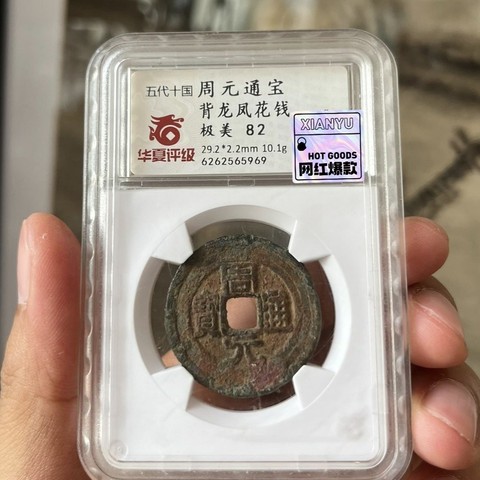 五代十国 周元通宝
背龙凤花钱
极美 82
29.2*2.2mm 10.1g
6262565969
华夏评级
XIANYU
HOT GOODS
网红爆款
周元通寳